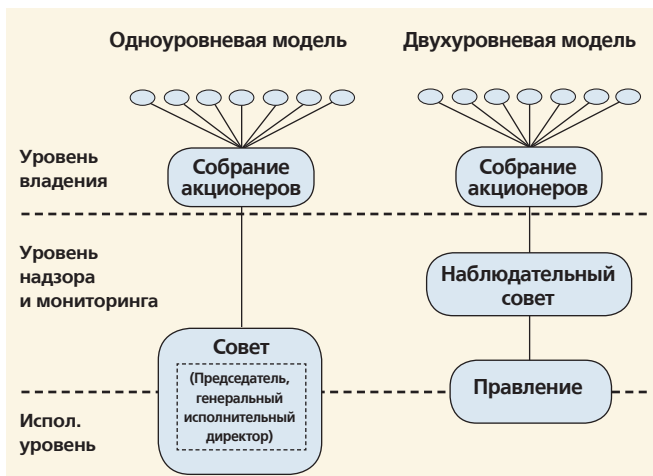 Одноуровневая модель
Двухуровневая модель
Уровень
владения
Собрание
акционеров
Собрание
акционеров
Уровень
надзора
и мониторинга
Наблюдательный
совет
Совет
(Председатель,
генеральный
исполнительный
директор)
Правление
Испол.
уровень